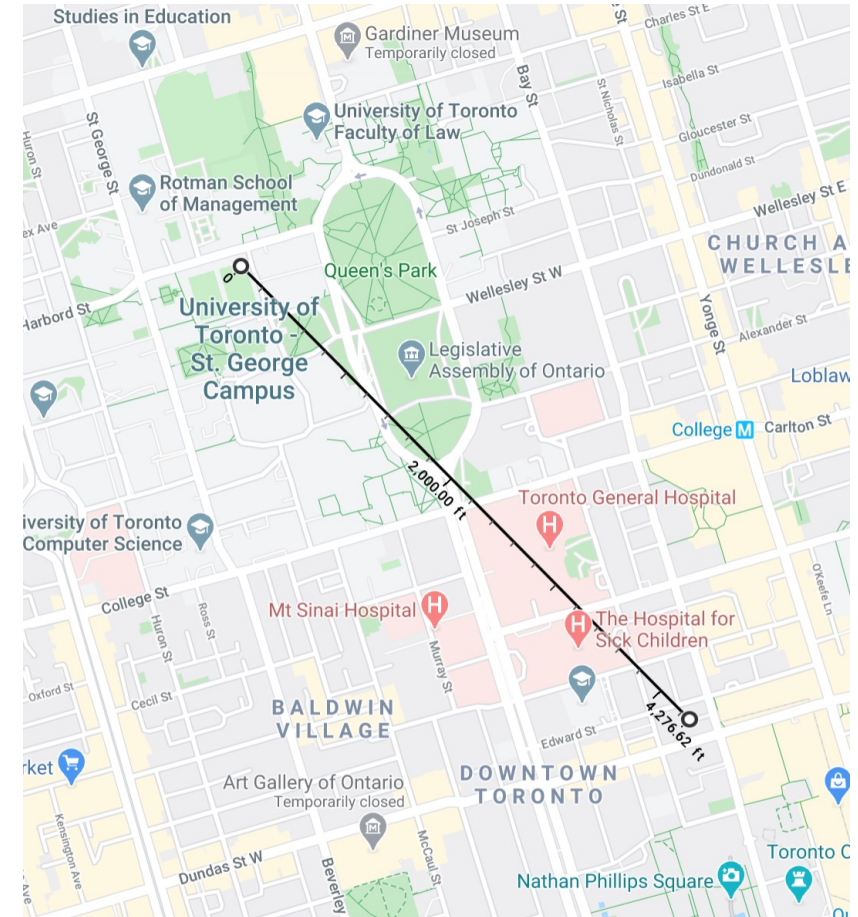 Studies in Education
Gardiner Museum
Temporarily closed
Charles St E
Bay St
St Nicholas St
Isabella St
University of Toronto
Faculty of Law
Gloucester St
St George St
Huron St
Dundonald St
Rotman School
of Management
Wellesley St E
St Joseph St
ex Ave
CHURCH A
WELLESLE
Queen's Park
0
Wellesley St W
Harbord St
University of
Toronto -
St. George
Campus
Yonge St
Alexander St
Legislative
Assembly of Ontario
Loblaw
College M
Carlton St
2,000.00 ft
Toronto General Hospital
iversity of Toronto
Computer Science
O'Keefe Ln
College St
Ross St
Huron St
Mt Sinai Hospital
The Hospital for
Sick Children
Murray St
Oxford St
Cecil St
BALDWIN
VILLAGE
4,276.62 ft
Edward St
rket
Art Gallery of Ontario
Temporarily closed
DOWNTOWN
TORONTO
Kensington Ave
Dundas St W
McCaul St
Beverley
Nathan Phillips Square
Toronto C